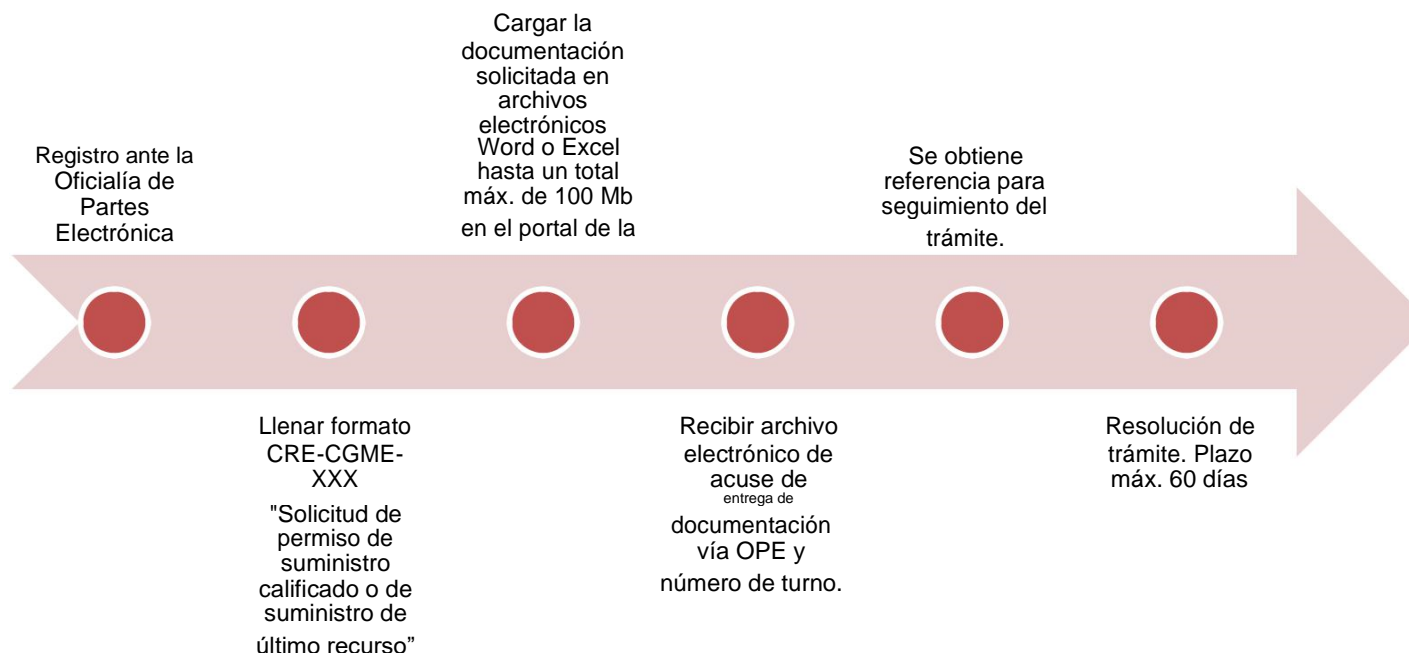 Registro ante la
Oficialía de
Partes
Electrónica
Llenar formato
CRE-CGME-
XXX
"Solicitud de
permiso de
suministro
calificado o de
suministro de
último recurso”
Cargar la
documentación
solicitada en
archivos
electrónicos
Word o Excel
hasta un total
máx. de 100 Mb
en el portal de la
Recibir archivo
electrónico de
acuse de
entrega de
documentación
vía OPE y
número de turno.
Se obtiene
referencia para
seguimiento del
trámite.
Resolución de
trámite. Plazo
máx. 60 días